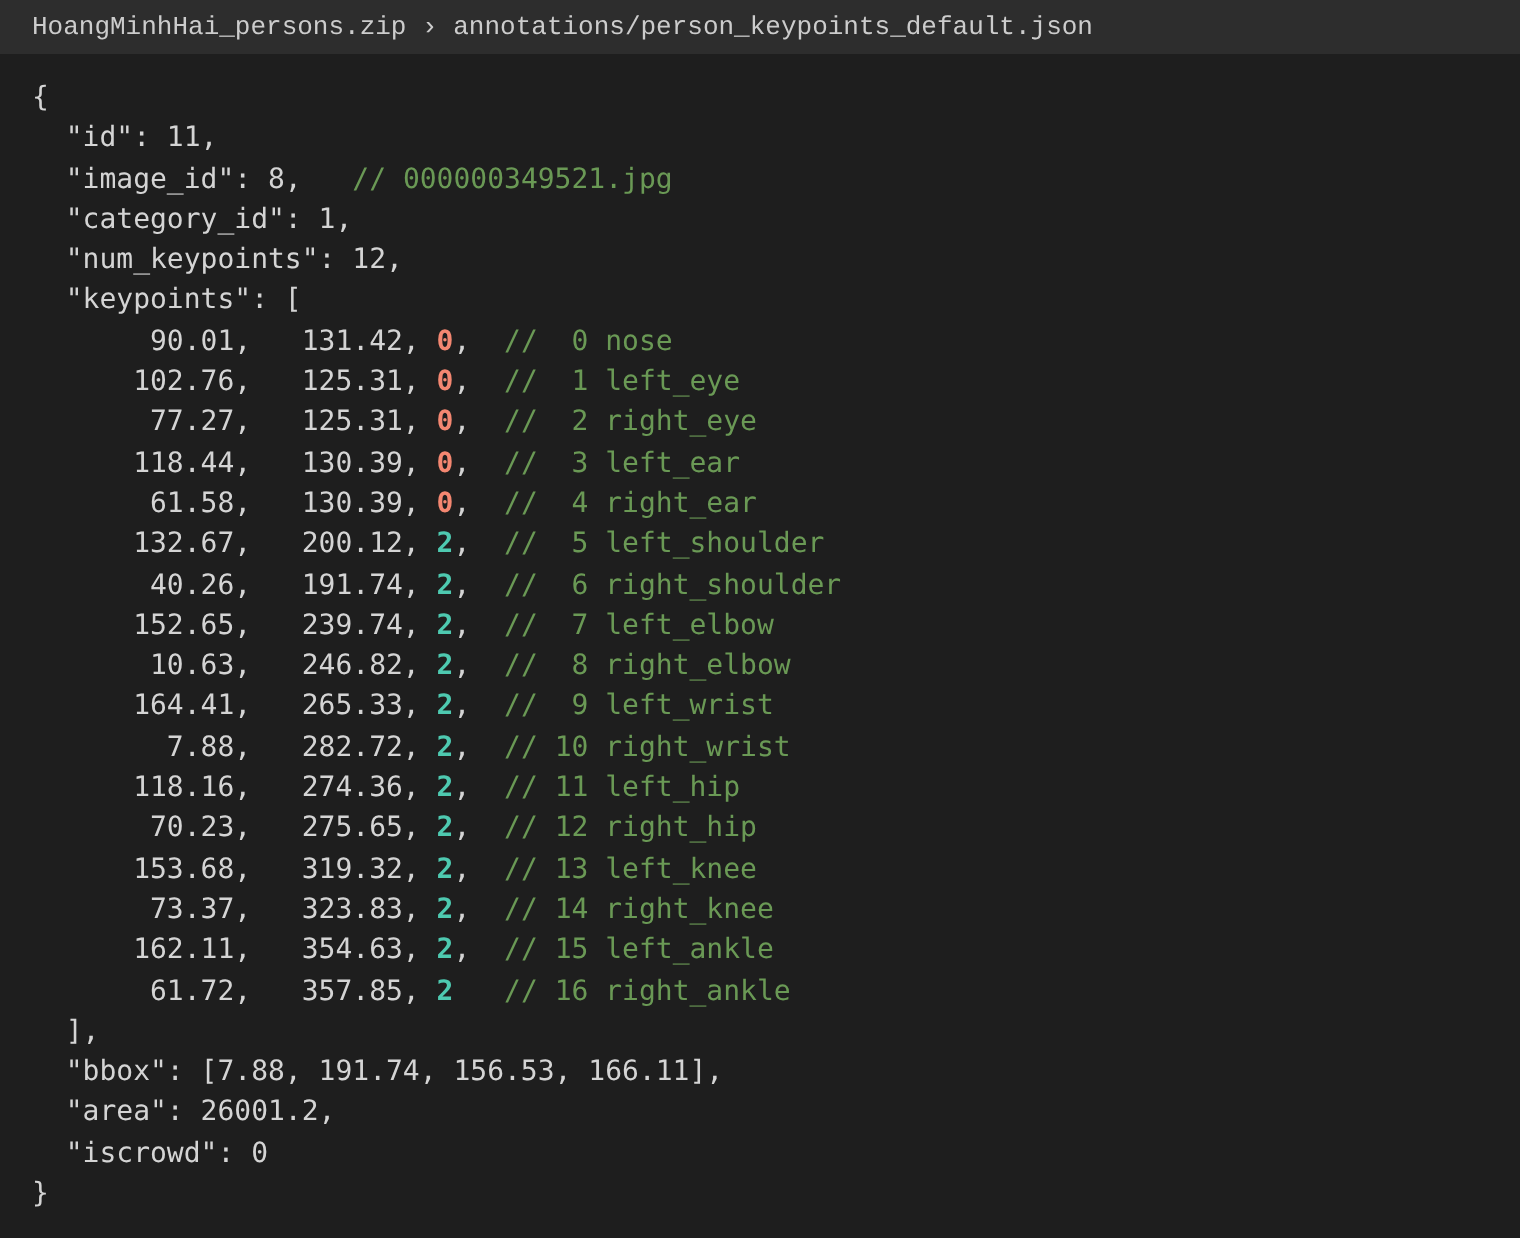 HoangMinhHai_persons.zip › annotations/person_keypoints_default.json
{
"id": 11,
"image_id": 8,   // 000000349521.jpg
"category_id": 1,
"num_keypoints": 12,
"keypoints": [
90.01,   131.42, 0,  //  0 nose
102.76,   125.31, 0,  //  1 left_eye
77.27,   125.31, 0,  //  2 right_eye
118.44,   130.39, 0,  //  3 left_ear
61.58,   130.39, 0,  //  4 right_ear
132.67,   200.12, 2,  //  5 left_shoulder
40.26,   191.74, 2,  //  6 right_shoulder
152.65,   239.74, 2,  //  7 left_elbow
10.63,   246.82, 2,  //  8 right_elbow
164.41,   265.33, 2,  //  9 left_wrist
7.88,   282.72, 2,  // 10 right_wrist
118.16,   274.36, 2,  // 11 left_hip
70.23,   275.65, 2,  // 12 right_hip
153.68,   319.32, 2,  // 13 left_knee
73.37,   323.83, 2,  // 14 right_knee
162.11,   354.63, 2,  // 15 left_ankle
61.72,   357.85, 2   // 16 right_ankle
],
"bbox": [7.88, 191.74, 156.53, 166.11],
"area": 26001.2,
"iscrowd": 0
}